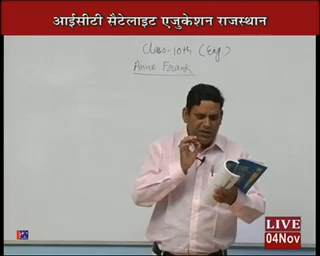 आईसीटी सैटेलाइट एजुकेशन राजस्थान
Class-10th (Eng)
Anne Frank
LIVE
04Nov